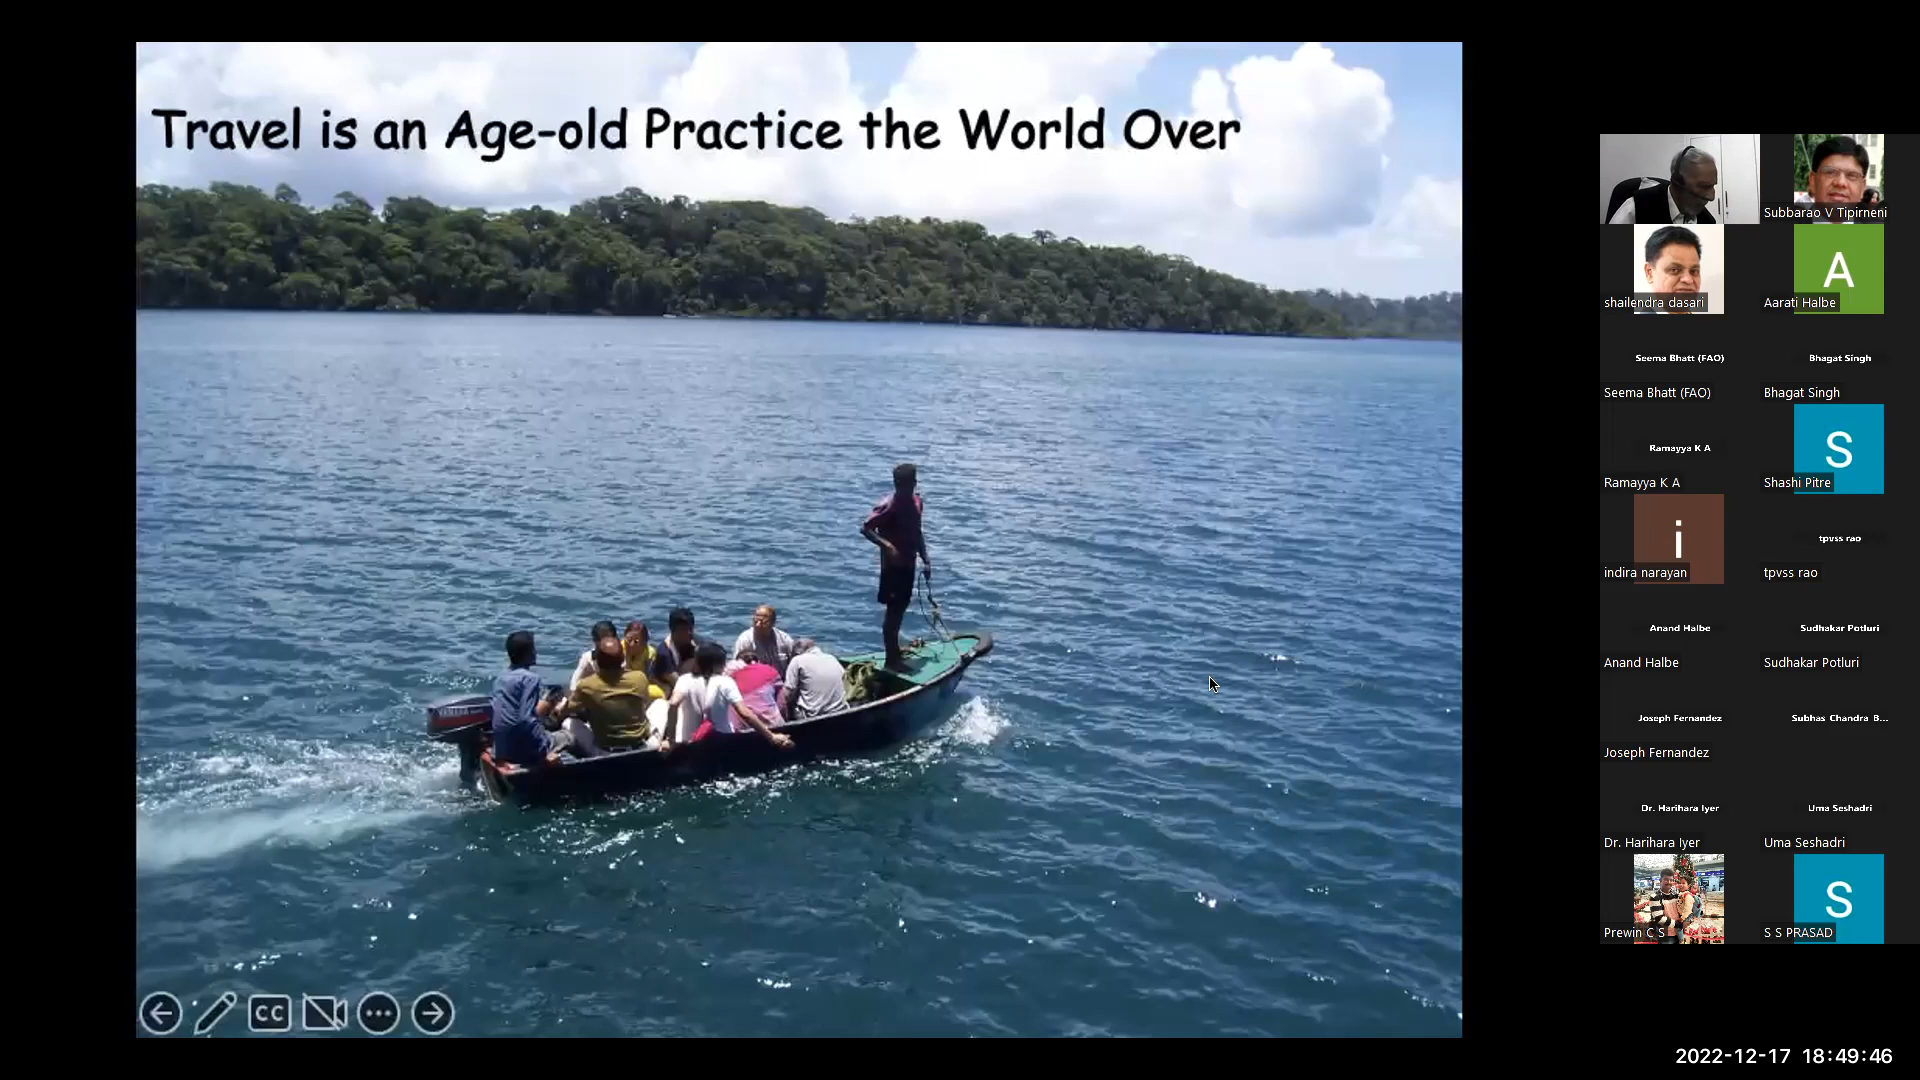 Travel is an Age-old Practice the World Over
Subbarao V Tipirneni
shailendra dasari
A
Aarati Halbe
Seema Bhatt (FAO)
Seema Bhatt (FAO)
Bhagat Singh
Bhagat Singh
Ramayya K A
Ramayya K A
S
Shashi Pitre
i
indira narayan
tpvss rao
tpvss rao
Anand Halbe
Anand Halbe
Sudhakar Potluri
Sudhakar Potluri
Joseph Fernandez
Joseph Fernandez
Subhas Chandra B...
Dr. Harihara Iyer
Dr. Harihara Iyer
Uma Seshadri
Uma Seshadri
Prewin C S
S
S S PRASAD
CC
2022-12-17 18:49:46